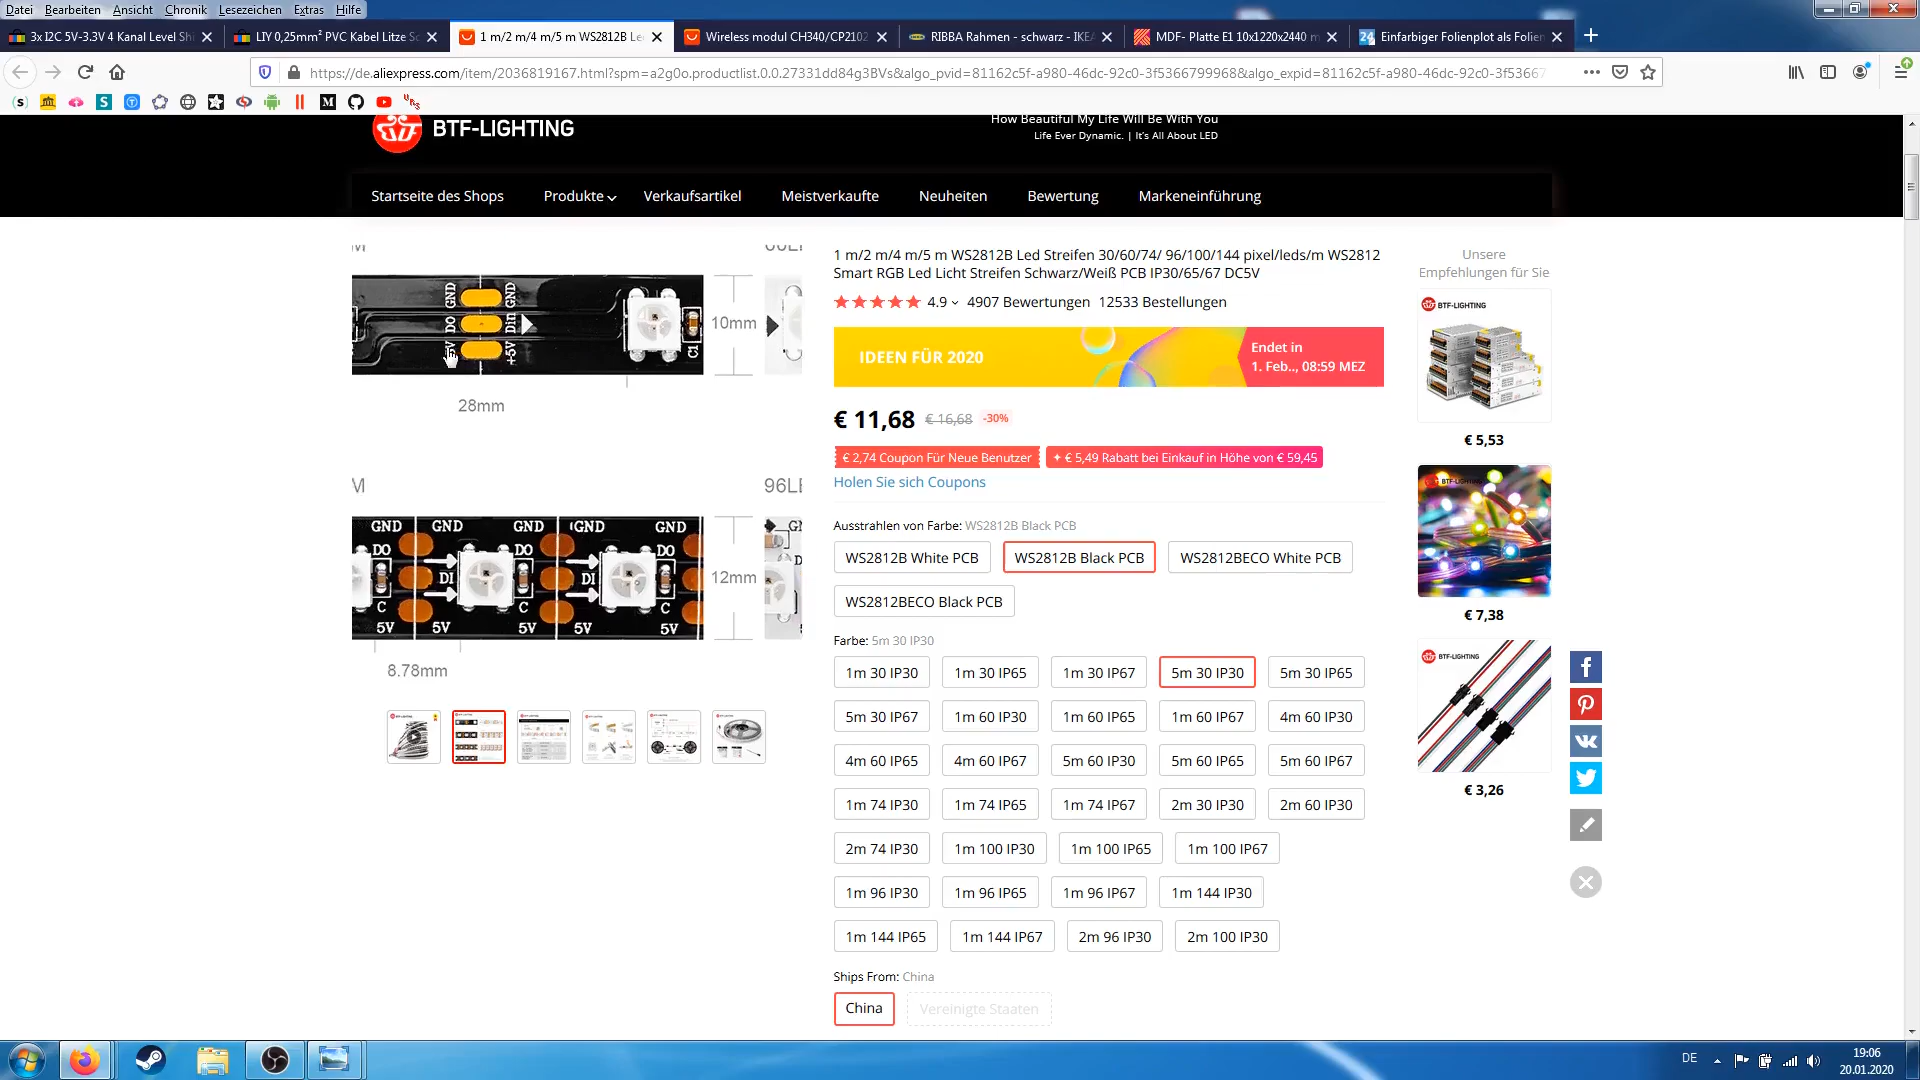 Datei Bearbeiten Ansicht Chronik Lesezeichen Extras Hilfe
3x I2C 5V-3.3V 4 Kanal Level Shi
LIY 0,25mm² PVC Kabel Litze Sc
1 m/2 m/4 m/5 m WS2812B Le
Wireless modul CH340/CP2102
RIBBA Rahmen - schwarz - IKEA
MDF- Platte E1 10x1220x2440 m
24 Einfarbiger Folienplot als Folien
https://de.aliexpress.com/item/2036819167.html?spm=a2g0o.productlist.0.0.27331dd84g3BVs&algo_pvid=81162c5f-a980-46dc-92c0-3f5366799968&algo_expid=81162c5f-a980-46dc-92c0-3f53667
BTF-LIGHTING
How Beautiful My Life Will Be With You
Life Ever Dynamic. | It's All About LED
Startseite des Shops Produkte Verkaufsartikel Meistverkaufte Neuheiten Bewertung Markeneinführung
GND GND
DO Din
5V +5V
C1
10mm
28mm
M 96LE
GND GND GND GND GND
DO DO DO DO
DI DI
C C C
5V 5V 5V 5V 5V
12mm
8.78mm
1 m/2 m/4 m/5 m WS2812B Led Streifen 30/60/74/ 96/100/144 pixel/leds/m WS2812
Smart RGB Led Licht Streifen Schwarz/Weiß PCB IP30/65/67 DC5V
4.9 4907 Bewertungen 12533 Bestellungen
IDEEN FÜR 2020
Endet in
1. Feb.., 08:59 MEZ
€ 11,68 € 16,68 -30%
€ 2,74 Coupon Für Neue Benutzer + € 5,49 Rabatt bei Einkauf in Höhe von € 59,45
Holen Sie sich Coupons
Ausstrahlen von Farbe: WS2812B Black PCB
WS2812B White PCB WS2812B Black PCB WS2812BECO White PCB
WS2812BECO Black PCB
Farbe: 5m 30 IP30
1m 30 IP30 1m 30 IP65 1m 30 IP67 5m 30 IP30 5m 30 IP65
5m 30 IP67 1m 60 IP30 1m 60 IP65 1m 60 IP67 4m 60 IP30
4m 60 IP65 4m 60 IP67 5m 60 IP30 5m 60 IP65 5m 60 IP67
1m 74 IP30 1m 74 IP65 1m 74 IP67 2m 30 IP30 2m 60 IP30
2m 74 IP30 1m 100 IP30 1m 100 IP65 1m 100 IP67
1m 96 IP30 1m 96 IP65 1m 96 IP67 1m 144 IP30
1m 144 IP65 1m 144 IP67 2m 96 IP30 2m 100 IP30
Ships From: China
China Vereinigte Staaten
Unsere
Empfehlungen für Sie
BTF-LIGHTING
€ 5,53
BTF-LIGHTING
€ 7,38
BTF-LIGHTING
€ 3,26
DE
19:06
20.01.2020